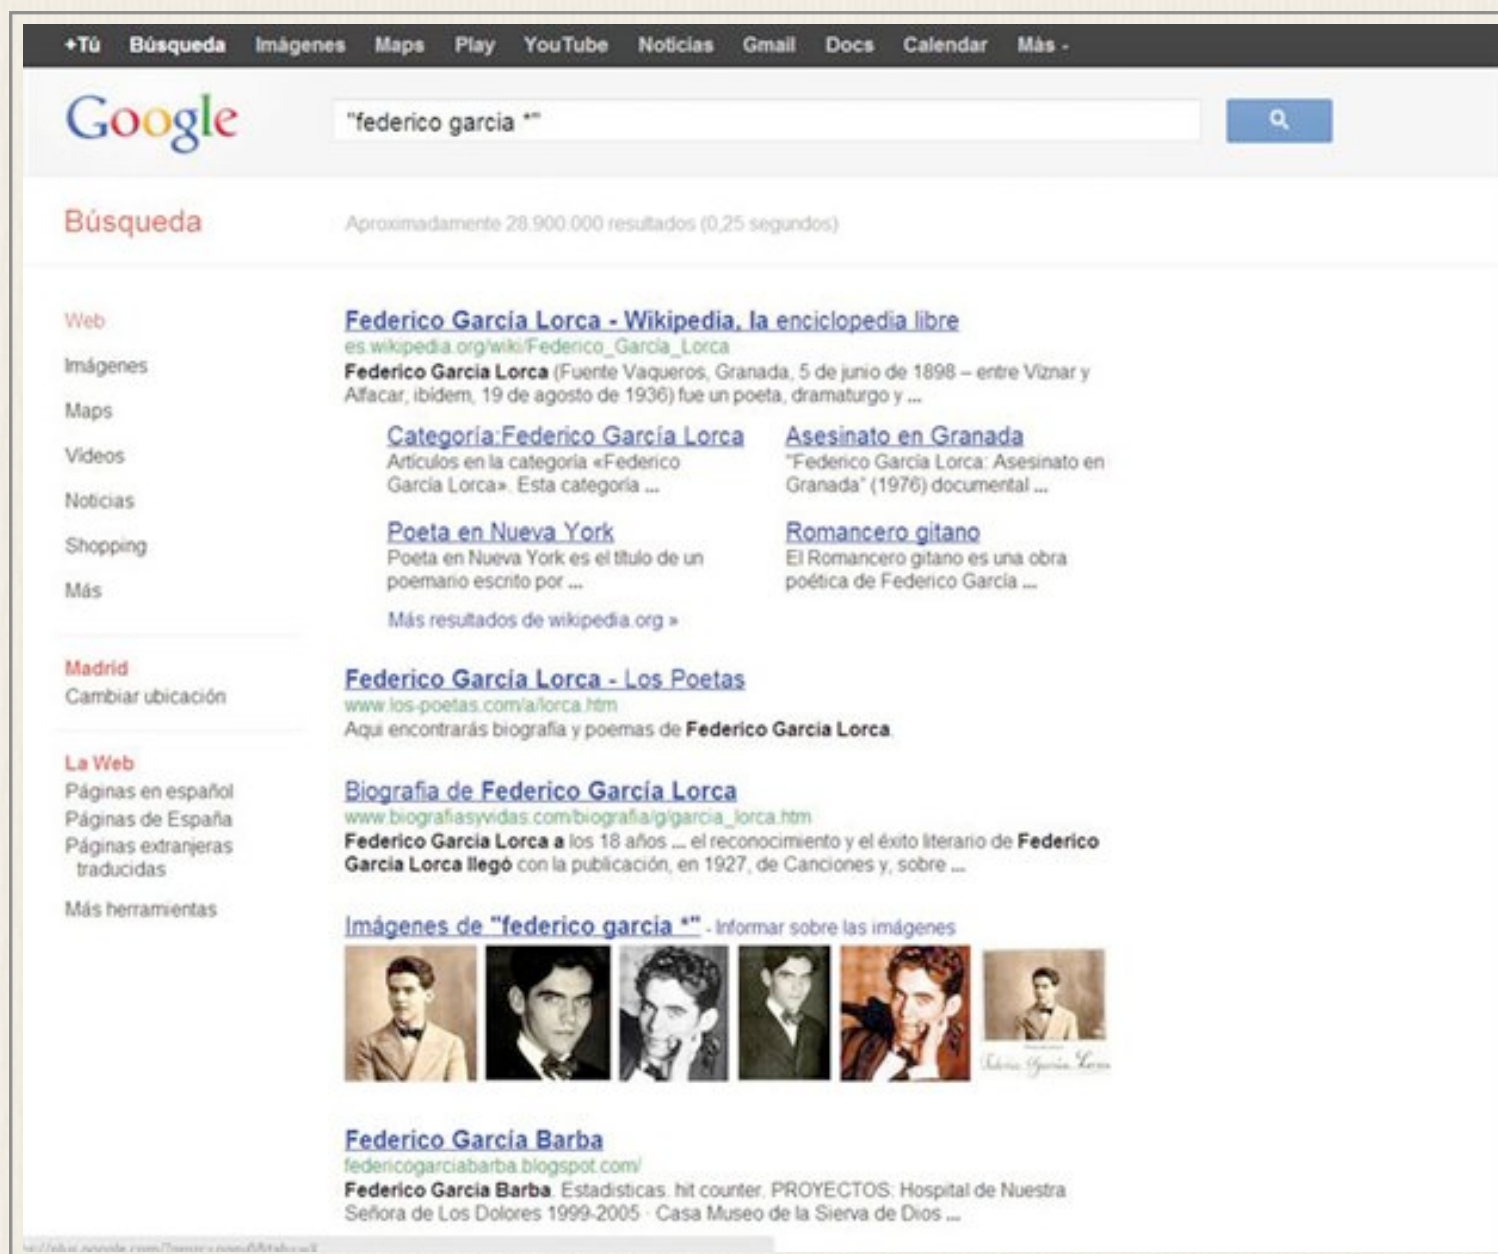 +Tú Búsqueda Imágenes Maps Play YouTube Noticias Gmail Docs Calendar Más
Google
"federico garcia *"
Búsqueda
Aproximadamente 28.900.000 resultados (0,25 segundos)
Web
Imágenes
Maps
Vídeos
Noticias
Shopping
Más
Madrid
Cambiar ubicación
La Web
Páginas en español
Páginas de España
Páginas extranjeras
traducidas
Más herramientas
Federico García Lorca - Wikipedia, la enciclopedia libre
es.wikipedia.org/wiki/Federico_García_Lorca
Federico García Lorca (Fuente Vaqueros, Granada, 5 de junio de 1898 – entre Víznar y
Alfacar, ibídem, 19 de agosto de 1936) fue un poeta, dramaturgo y ...
Categoría:Federico García Lorca
Artículos en la categoría «Federico
García Lorca». Esta categoría ...
Asesinato en Granada
"Federico García Lorca: Asesinato en
Granada" (1976) documental ...
Poeta en Nueva York
Poeta en Nueva York es el título de un
poemario escrito por ...
Romancero gitano
El Romancero gitano es una obra
poética de Federico García ...
Más resultados de wikipedia.org »
Federico García Lorca - Los Poetas
www.los-poetas.com/a/lorca.htm
Aqui encontrarás biografía y poemas de Federico Garcia Lorca.
Biografia de Federico García Lorca
www.biografiasyvidas.com/biografia/g/garcia_lorca.htm
Federico García Lorca a los 18 años ... el reconocimiento y el éxito literario de Federico
García Lorca llegó con la publicación, en 1927, de Canciones y, sobre ...
Imágenes de "federico garcia *" - Informar sobre las imágenes
Federico García Lorca
Federico García Barba
federicogarciabarba.blogspot.com/
Federico García Barba. Estadisticas. hit counter. PROYECTOS: Hospital de Nuestra
Señora de Los Dolores 1999-2005 · Casa Museo de la Sierva de Dios ...